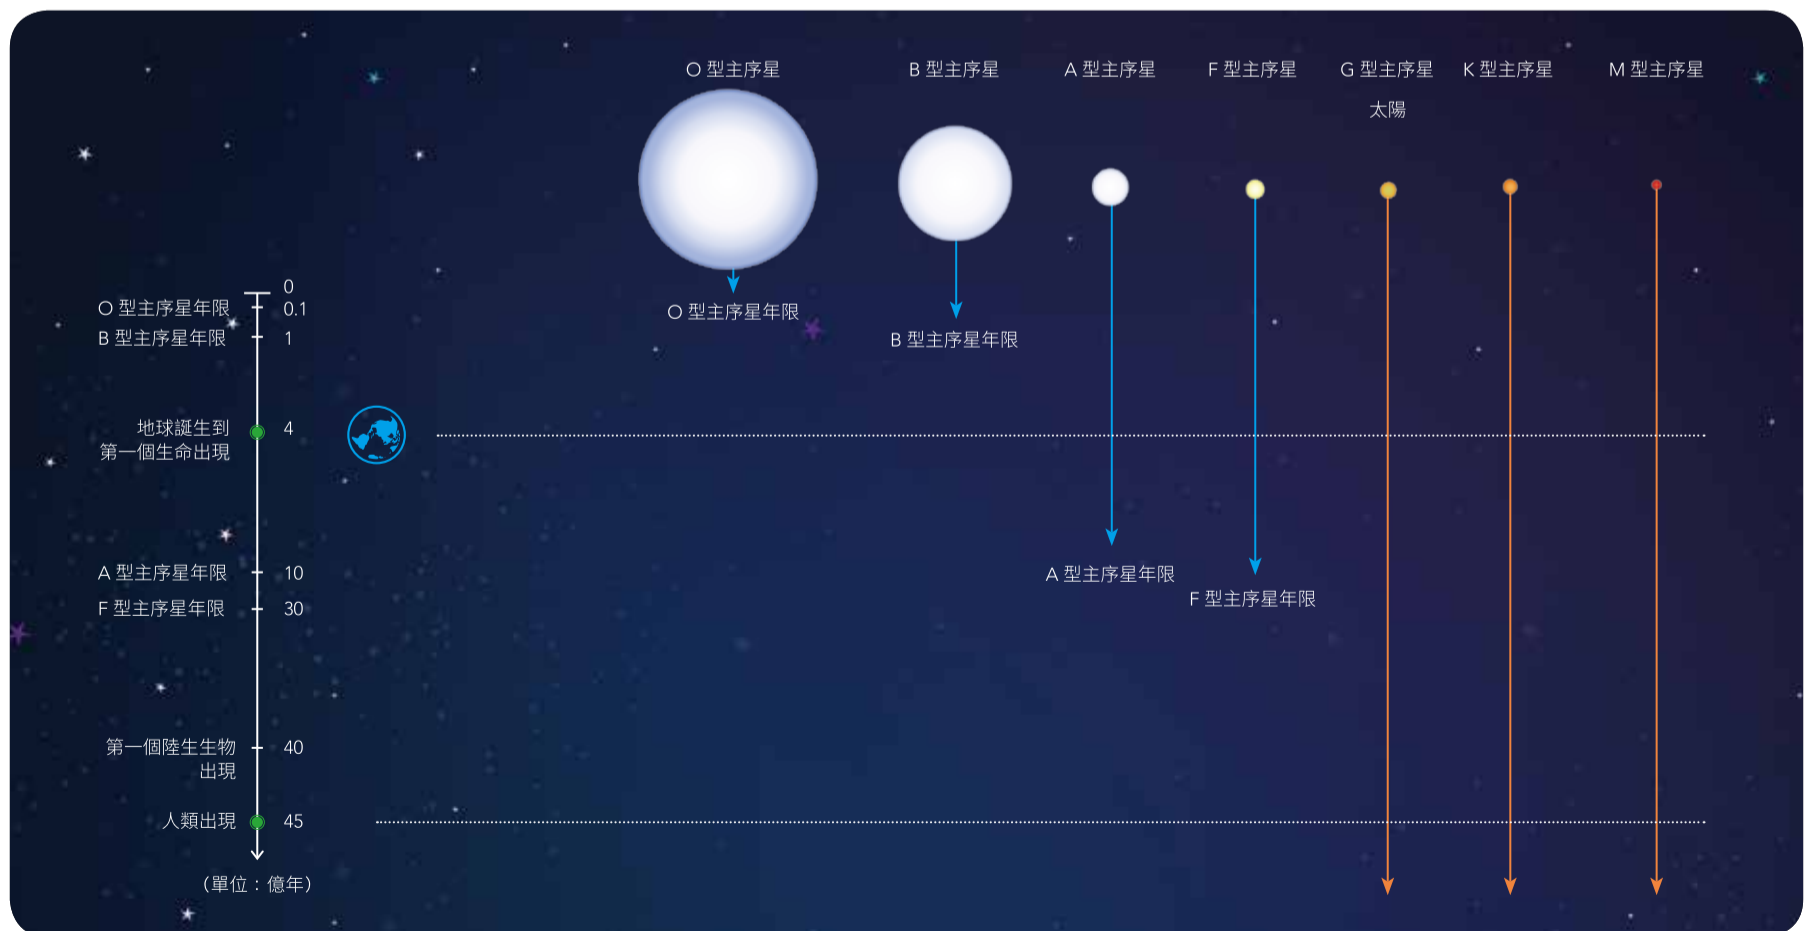 O 型主序星
B 型主序星
A 型主序星
F 型主序星
G 型主序星
K 型主序星
M 型主序星
太陽
0
O 型主序星年限
0.1
B 型主序星年限
1
O 型主序星年限
B 型主序星年限
地球誕生到
第一個生命出現
4
A 型主序星年限
10
F 型主序星年限
30
A 型主序星年限
F 型主序星年限
第一個陸生生物
出現
40
人類出現
45
（單位：億年）